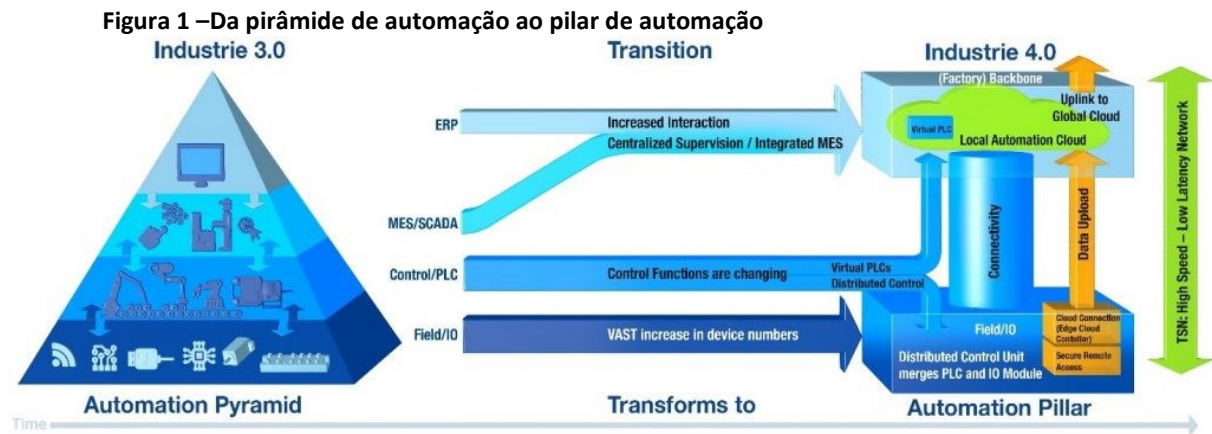 Figura 1 –Da pirâmide de automação ao pilar de automação
Industrie 3.0
Transition
Industrie 4.0
(Factory) Backbone
Uplink to
Global Cloud
Virtual PLC
Local Automation Cloud
ERP
Increased Interaction
Centralized Supervision / Integrated MES
MES/SCADA
Control/PLC
Control Functions are changing
Virtual PLCs
Distributed Control
Connectivity
Data Upload
TSN: High Speed – Low Latency Network
Field/IO
VAST increase in device numbers
Field/IO
Distributed Control Unit
merges PLC and IO Module
Cloud Connection
(Edge Cloud
Contoller)
Secure Remote
Access
Automation Pyramid
Transforms to
Automation Pillar
Time